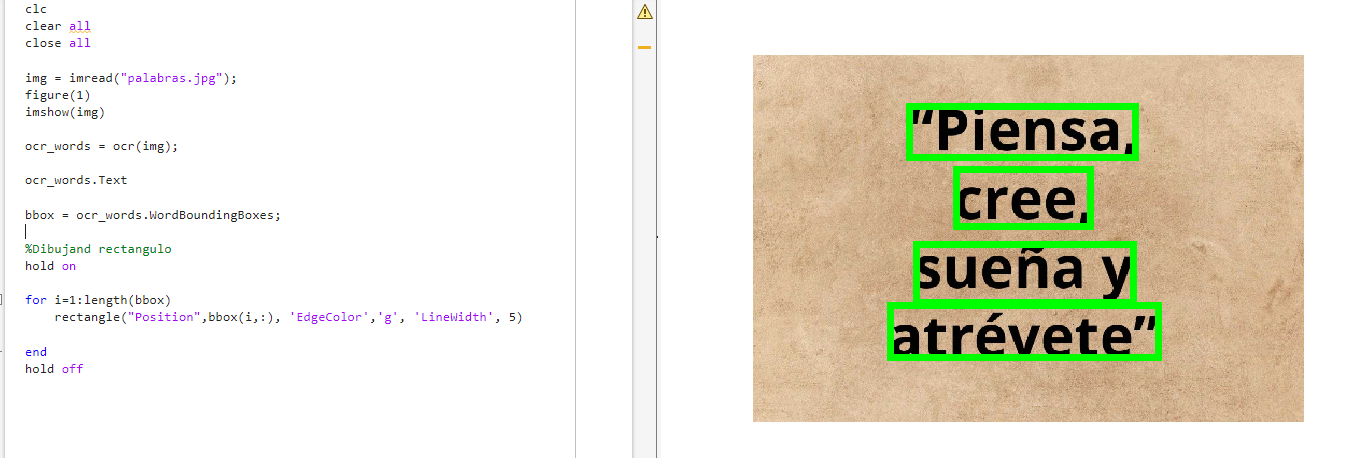 clc
clear all
close all
img = imread("palabras.jpg");
figure(1)
imshow(img)
ocr_words = ocr(img);
ocr_words.Text
bbox = ocr_words.WordBoundingBoxes;
%Dibujand rectangulo
hold on
for i=1:length(bbox)
    rectangle("Position",bbox(i,:), 'EdgeColor','g', 'LineWidth', 5)
end
hold off
“Piensa,
cree,
sueña y
atrévete”